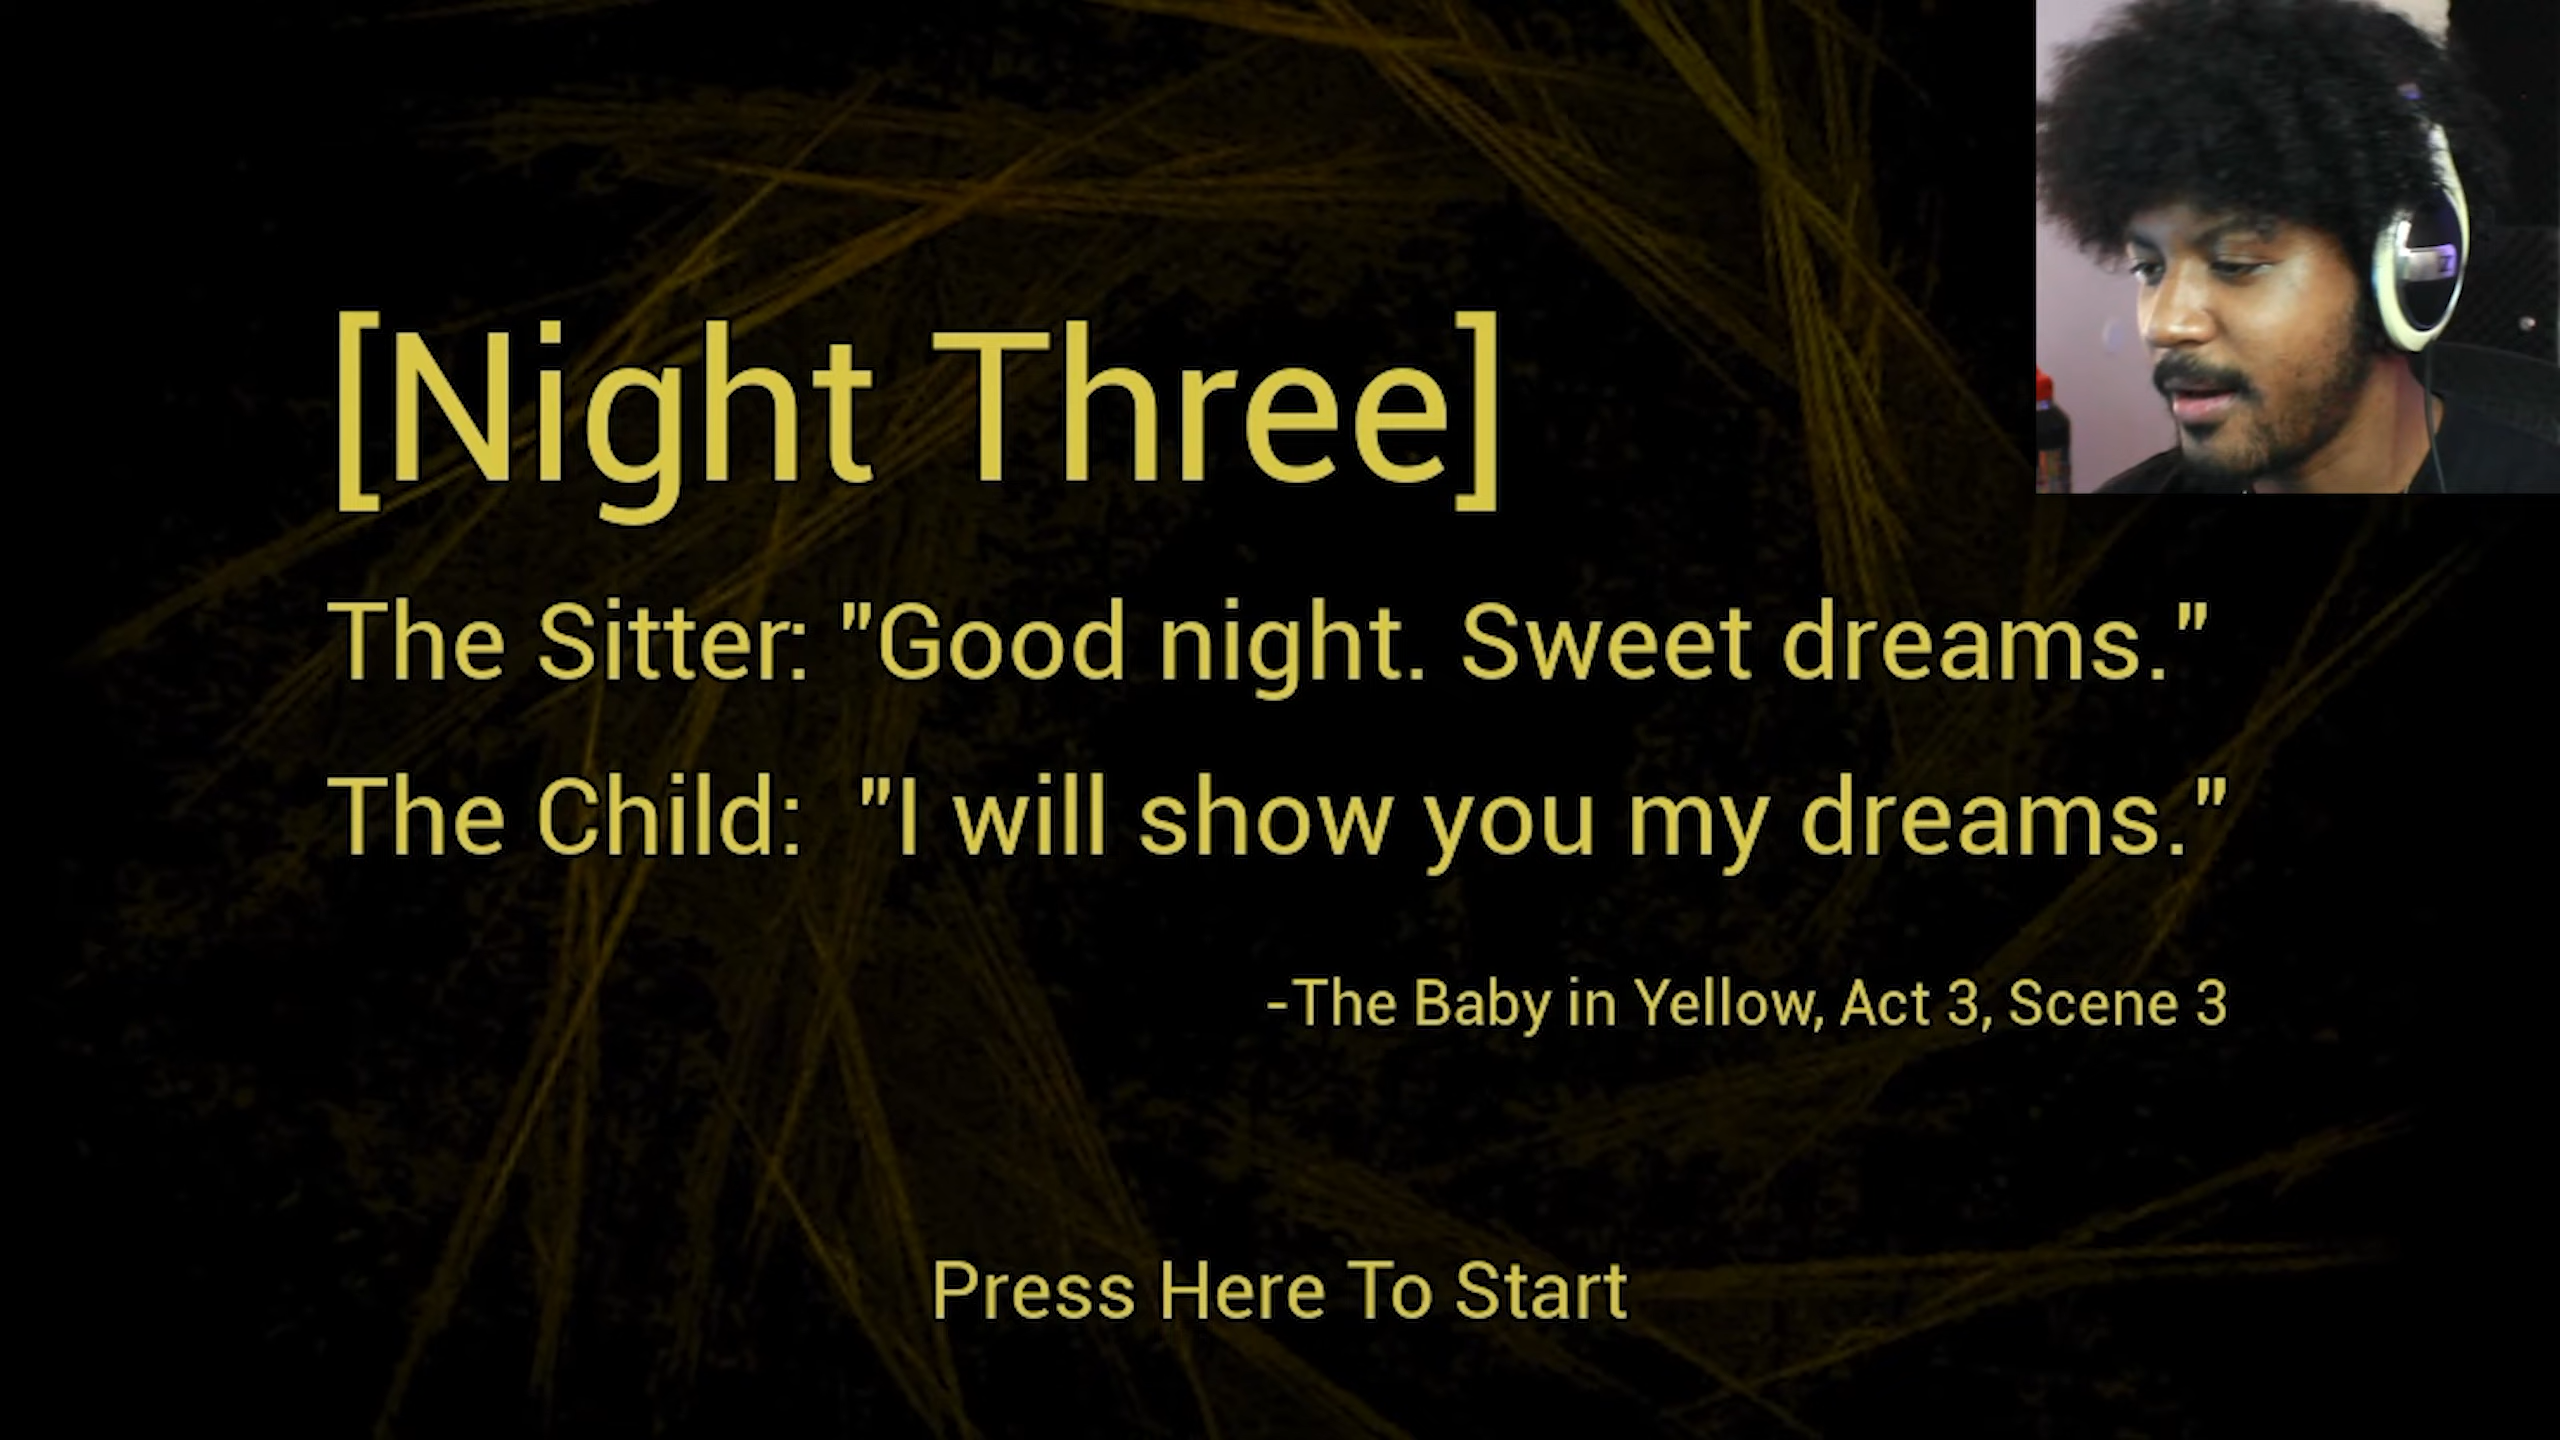 [Night Three]
The Sitter: "Good night. Sweet dreams."
The Child:  "I will show you my dreams."
-The Baby in Yellow, Act 3, Scene 3
Press Here To Start